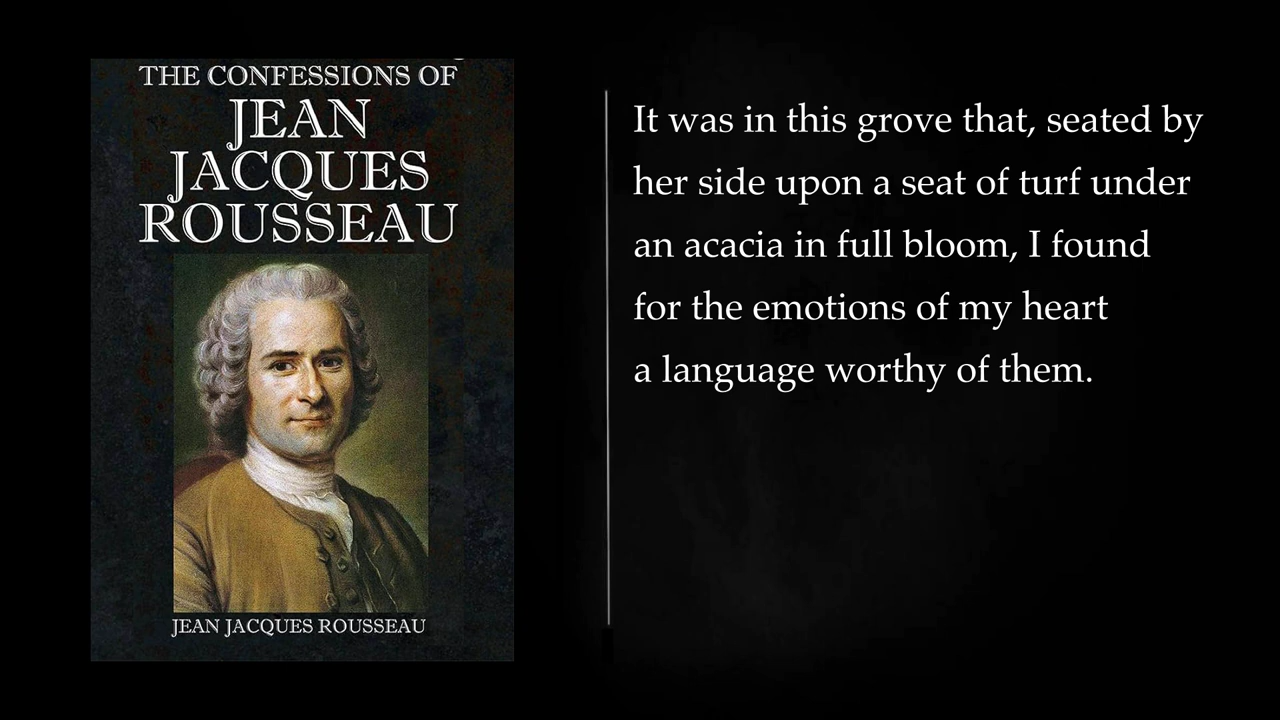 THE CONFESSIONS OF
JEAN
JACQUES
ROUSSEAU
JEAN JACQUES ROUSSEAU
It was in this grove that, seated by
her side upon a seat of turf under
an acacia in full bloom, I found
for the emotions of my heart
a language worthy of them.